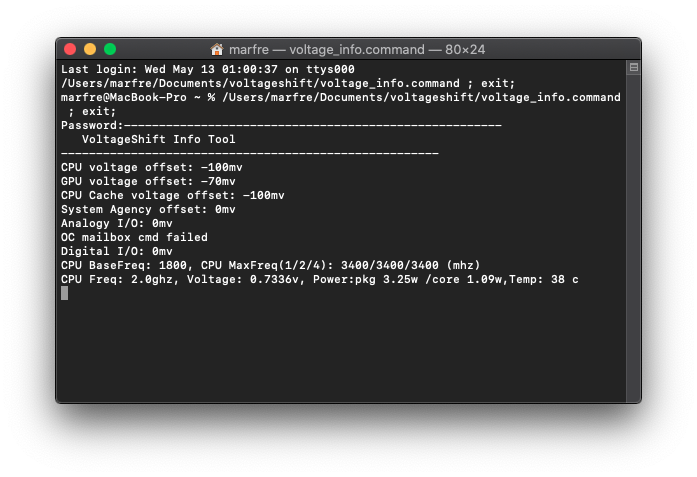 marfre — voltage_info.command — 80×24
Last login: Wed May 13 01:00:37 on ttys000
/Users/marfre/Documents/voltageshift/voltage_info.command ; exit;
marfre@MacBook-Pro ~ % /Users/marfre/Documents/voltageshift/voltage_info.command
; exit;
Password:------------------------------------------------------
VoltageShift Info Tool
------------------------------------------------------
CPU voltage offset: -100mv
GPU voltage offset: -70mv
CPU Cache voltage offset: -100mv
System Agency offset: 0mv
Analogy I/O: 0mv
OC mailbox cmd failed
Digital I/O: 0mv
CPU BaseFreq: 1800, CPU MaxFreq(1/2/4): 3400/3400/3400 (mhz)
CPU Freq: 2.0ghz, Voltage: 0.7336v, Power:pkg 3.25w /core 1.09w,Temp: 38 c